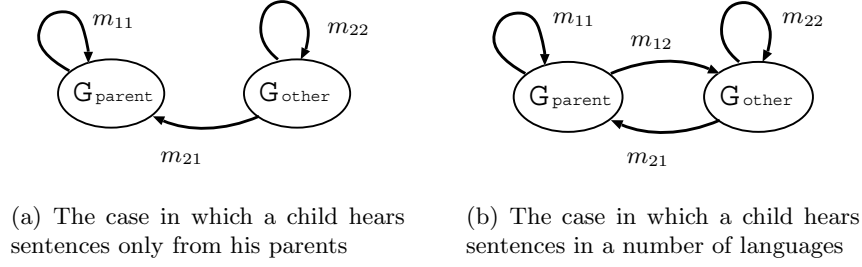 m11
m22
Gparent
Gother
m21
(a) The case in which a child hears
sentences only from his parents
m11
m12
m22
Gparent
Gother
m21
(b) The case in which a child hears
sentences in a number of languages